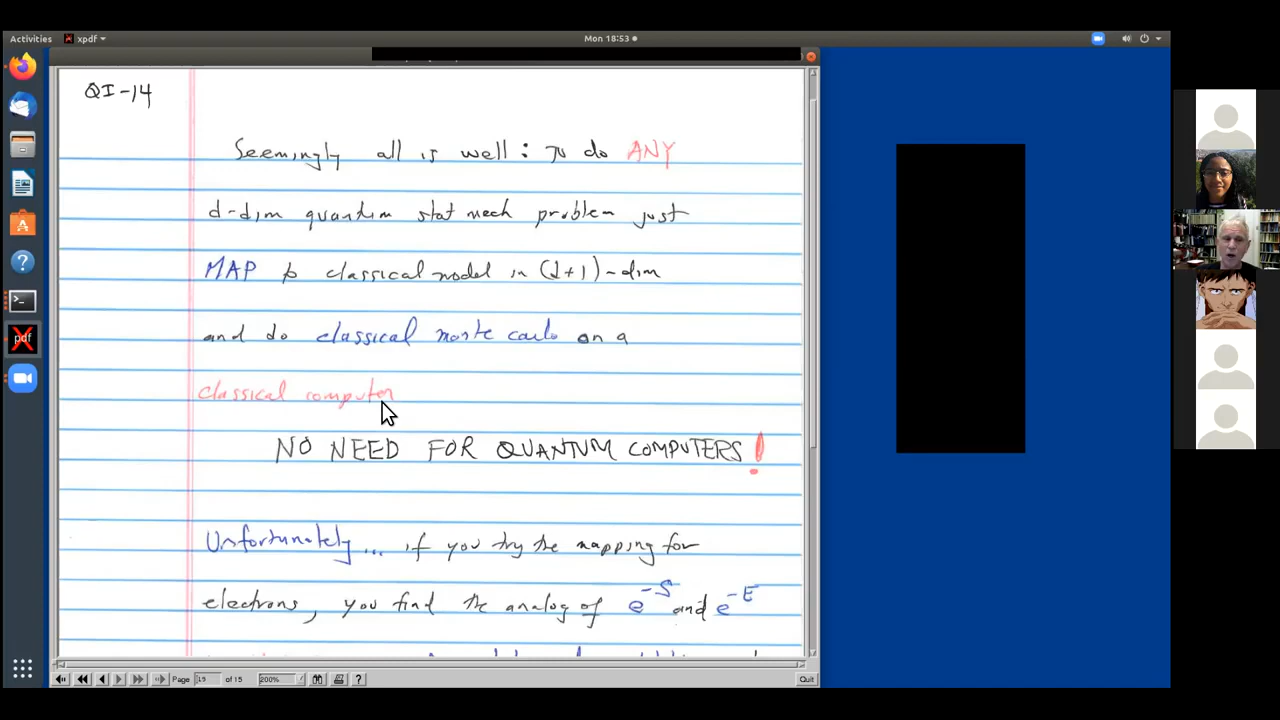 Activities
xpdf
Mon 18:53
QI-14
Seemingly all is well : To do ANY
d-dim quantum stat mech problem just
MAP to classical model in (d+1)-dim
and do classical monte carlo on a
classical computer
NO NEED FOR QUANTUM COMPUTERS!
Unfortunately... if you try the mapping for
electrons, you find the analog of e^-S and e^-E
pdf
Page 19 of 15 200% ? Quit